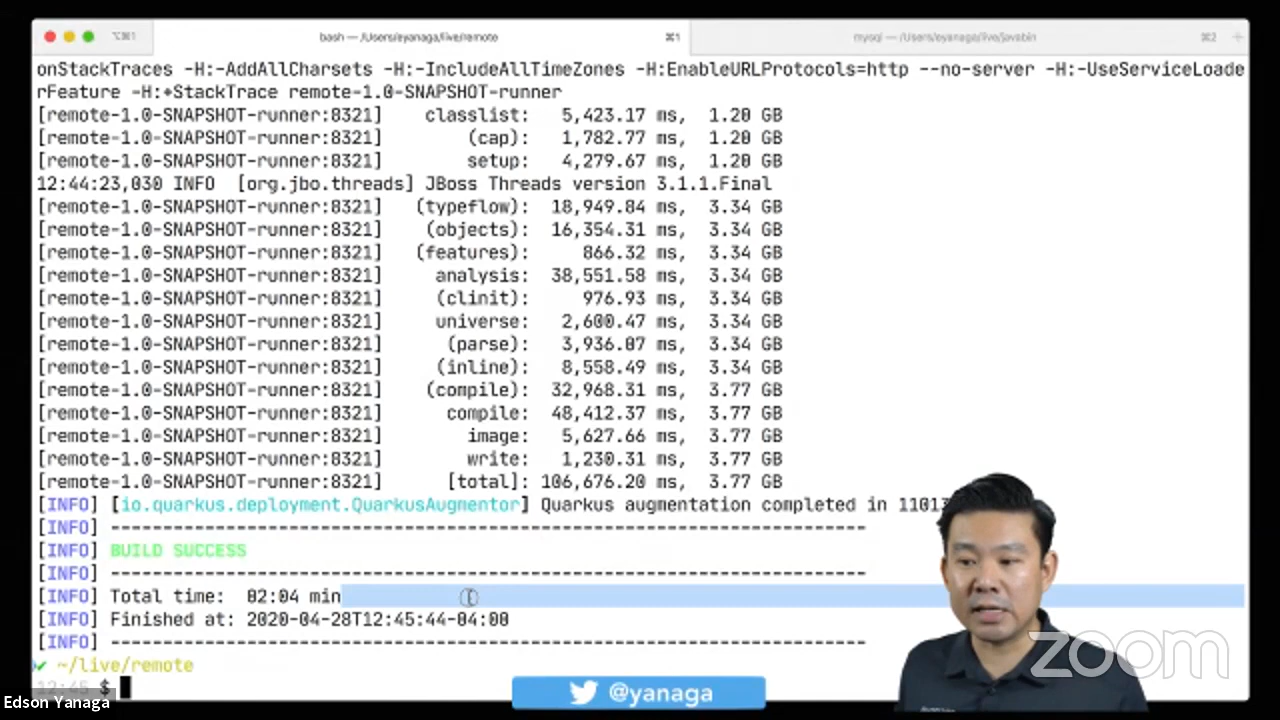 ⌥⌘1
bash — /Users/eyanaga/live/remote
⌘1
mysql — /Users/eyanaga/live/javabin
⌘2
+
onStackTraces -H:-AddAllCharsets -H:-IncludeAllTimeZones -H:EnableURLProtocols=http --no-server -H:-UseServiceLoade
rFeature -H:+StackTrace remote-1.0-SNAPSHOT-runner
[remote-1.0-SNAPSHOT-runner:8321]    classlist:   5,423.17 ms,  1.20 GB
[remote-1.0-SNAPSHOT-runner:8321]        (cap):   1,782.77 ms,  1.20 GB
[remote-1.0-SNAPSHOT-runner:8321]        setup:   4,279.67 ms,  1.20 GB
12:44:23,030 INFO  [org.jbo.threads] JBoss Threads version 3.1.1.Final
[remote-1.0-SNAPSHOT-runner:8321]   (typeflow):  18,949.84 ms,  3.34 GB
[remote-1.0-SNAPSHOT-runner:8321]    (objects):  16,354.31 ms,  3.34 GB
[remote-1.0-SNAPSHOT-runner:8321]   (features):     866.32 ms,  3.34 GB
[remote-1.0-SNAPSHOT-runner:8321]     analysis:  38,551.58 ms,  3.34 GB
[remote-1.0-SNAPSHOT-runner:8321]     (clinit):     976.93 ms,  3.34 GB
[remote-1.0-SNAPSHOT-runner:8321]     universe:   2,600.47 ms,  3.34 GB
[remote-1.0-SNAPSHOT-runner:8321]      (parse):   3,936.07 ms,  3.34 GB
[remote-1.0-SNAPSHOT-runner:8321]     (inline):   8,558.49 ms,  3.34 GB
[remote-1.0-SNAPSHOT-runner:8321]    (compile):  32,968.31 ms,  3.77 GB
[remote-1.0-SNAPSHOT-runner:8321]      compile:  48,412.37 ms,  3.77 GB
[remote-1.0-SNAPSHOT-runner:8321]        image:   5,627.66 ms,  3.77 GB
[remote-1.0-SNAPSHOT-runner:8321]        write:   1,230.31 ms,  3.77 GB
[remote-1.0-SNAPSHOT-runner:8321]      [total]: 106,676.20 ms,  3.77 GB
[INFO] [io.quarkus.deployment.QuarkusAugmentor] Quarkus augmentation completed in
[INFO] ------------------------------------------------------------------------
[INFO] BUILD SUCCESS
[INFO] ------------------------------------------------------------------------
[INFO] Total time:  02:04 min
[INFO] Finished at: 2020-04-28T12:45:44-04:00
[INFO] ------------------------------------------------------------------------
✔ ~/live/remote
12:45 $
Edson Yanaga
@yanaga
zoom